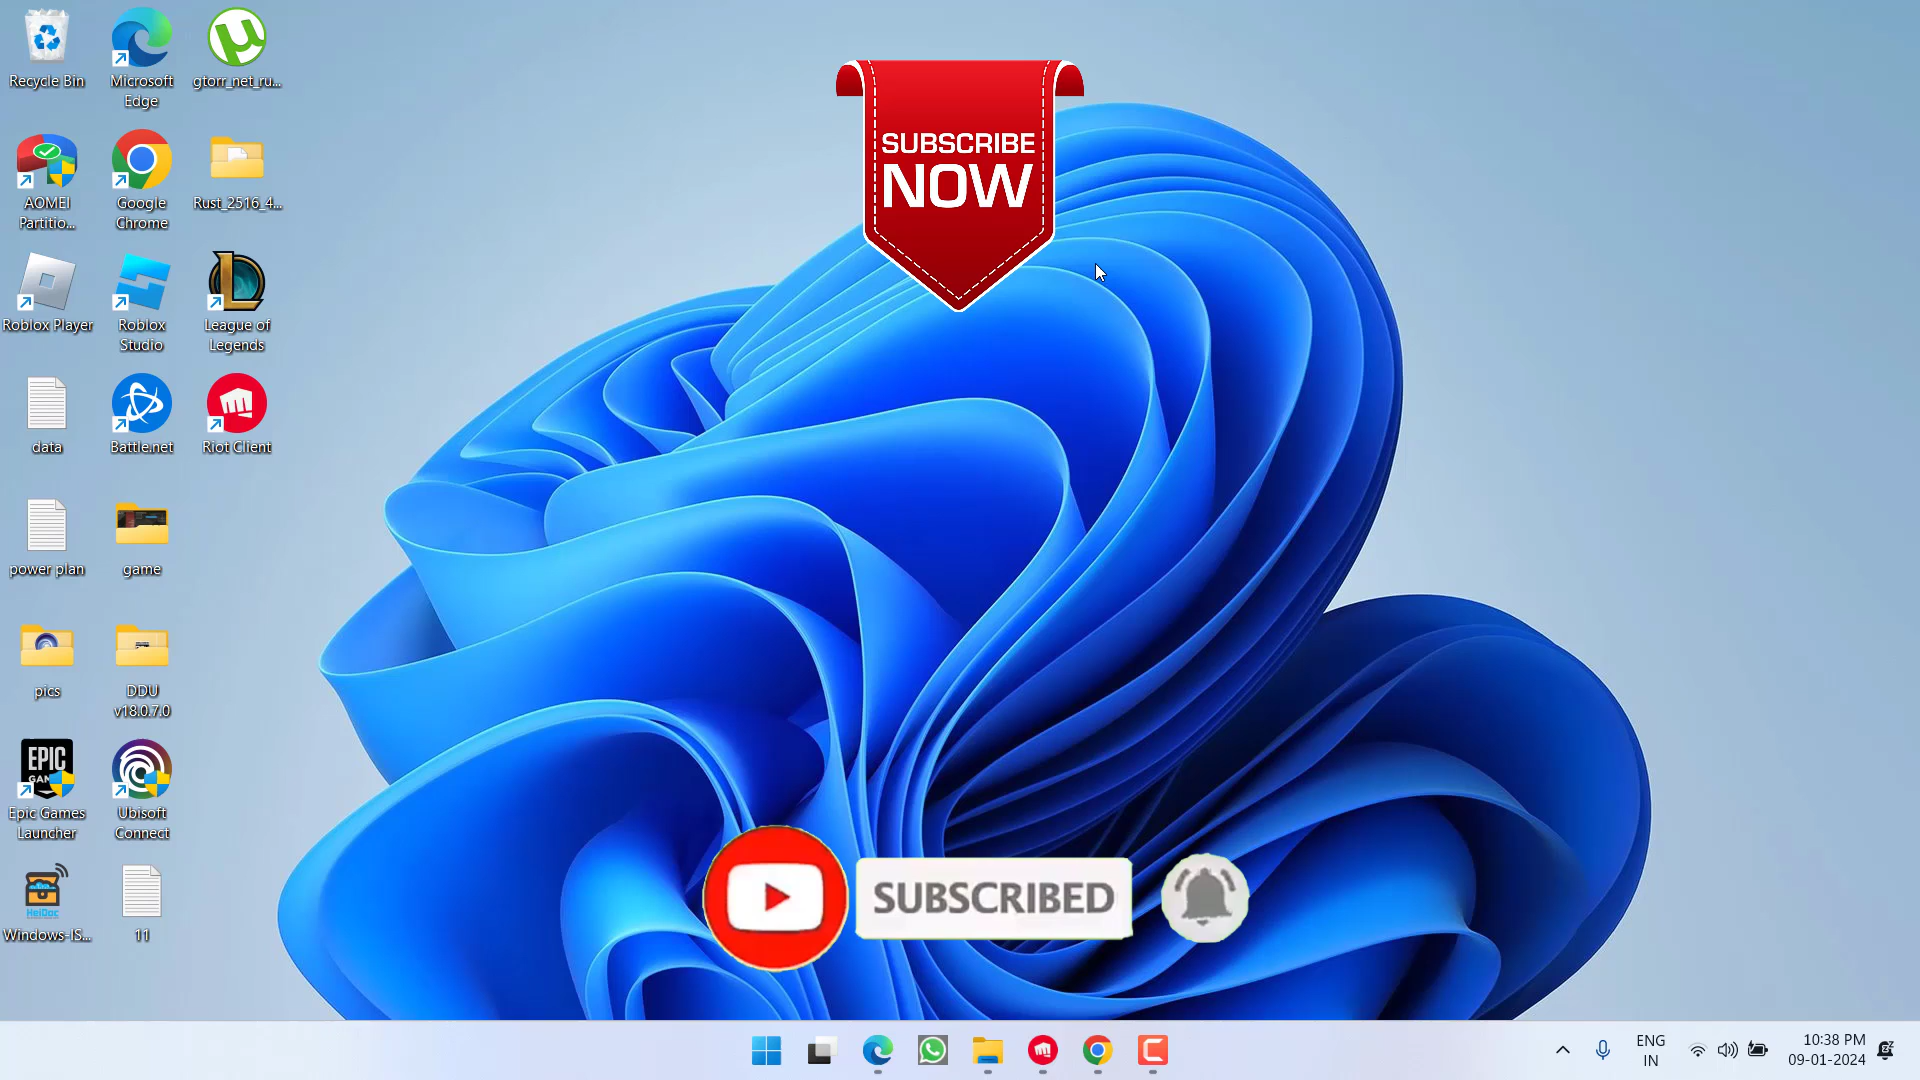 Recycle Bin
Microsoft
Edge
gtorr_net_ru...
AOMEI
Partitio...
Google
Chrome
Rust_2516_4...
Roblox Player
Roblox
Studio
League of
Legends
data
Battle.net
Riot Client
power plan
game
pics
DDU
v18.0.7.0
EPIC
Epic Games
Launcher
Ubisoft
Connect
HeiDoc
Windows-IS...
11
SUBSCRIBE
NOW
SUBSCRIBED
ENG
IN
10:38 PM
09-01-2024